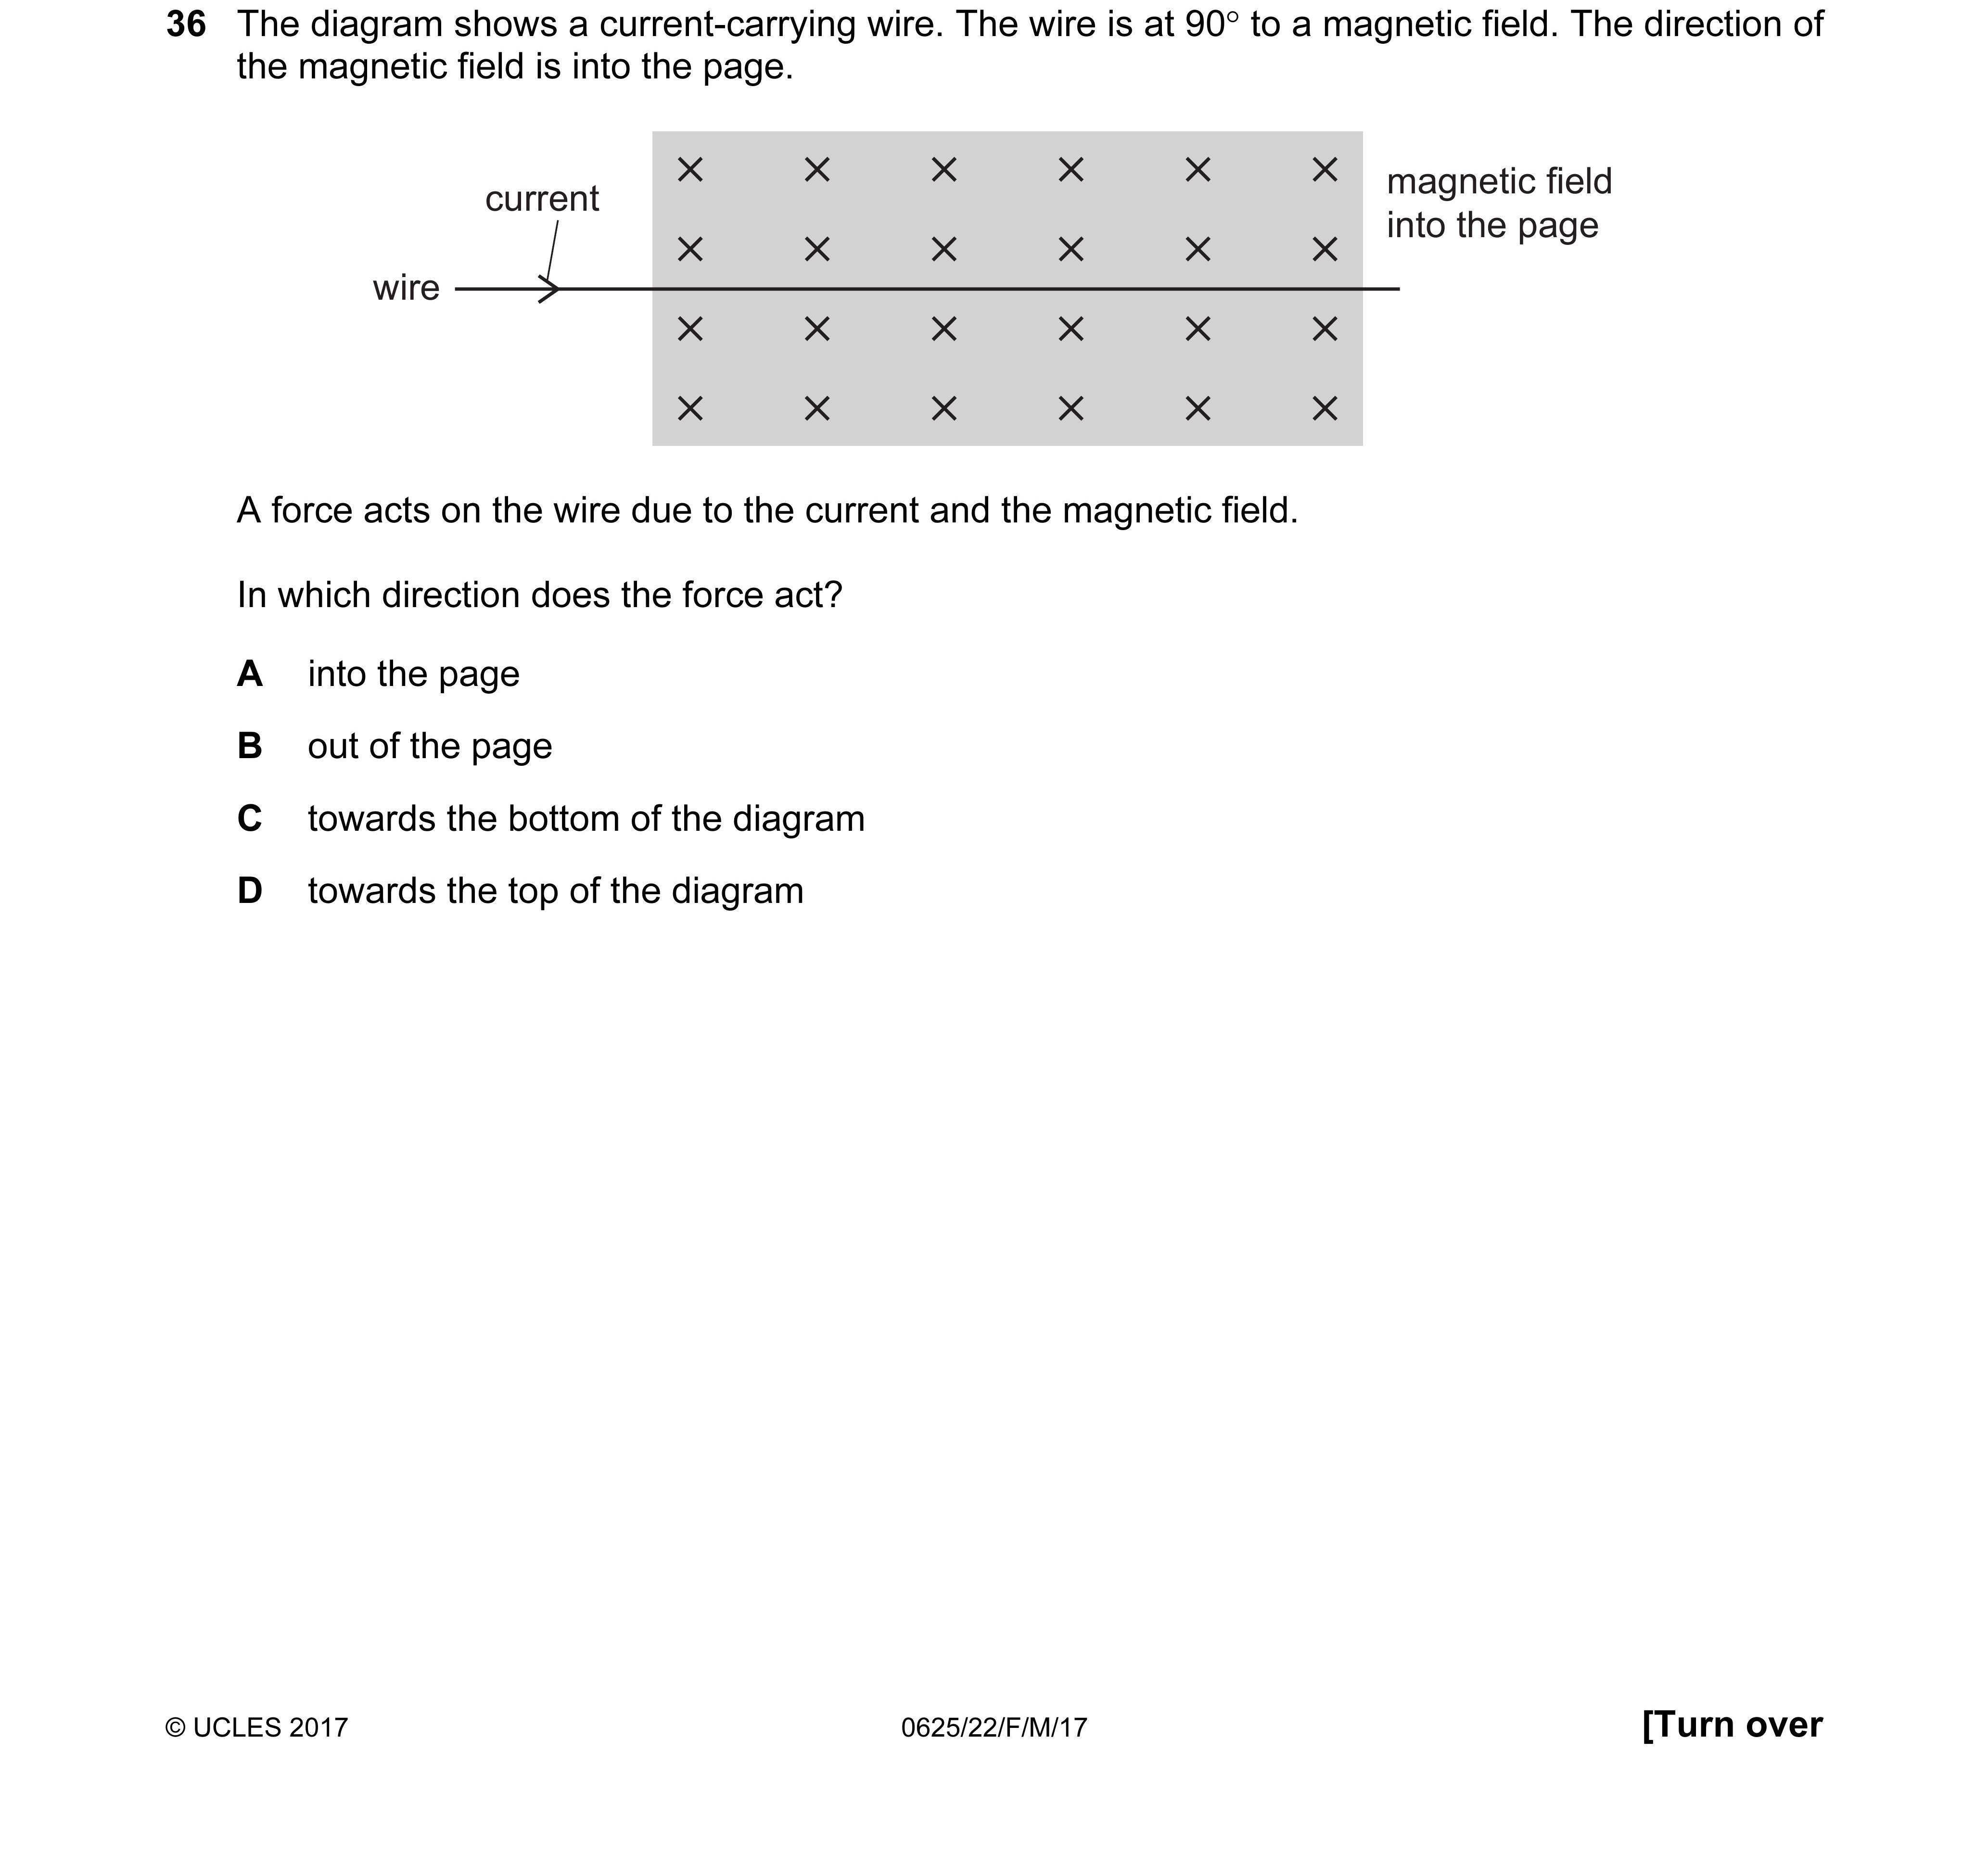 36 The diagram shows a current-carrying wire. The wire is at 90° to a magnetic field. The direction of
the magnetic field is into the page.
current
magnetic field
into the page
wire
A force acts on the wire due to the current and the magnetic field.
In which direction does the force act?
A into the page
B out of the page
C towards the bottom of the diagram
D towards the top of the diagram
© UCLES 2017 0625/22/F/M/17 [Turn over